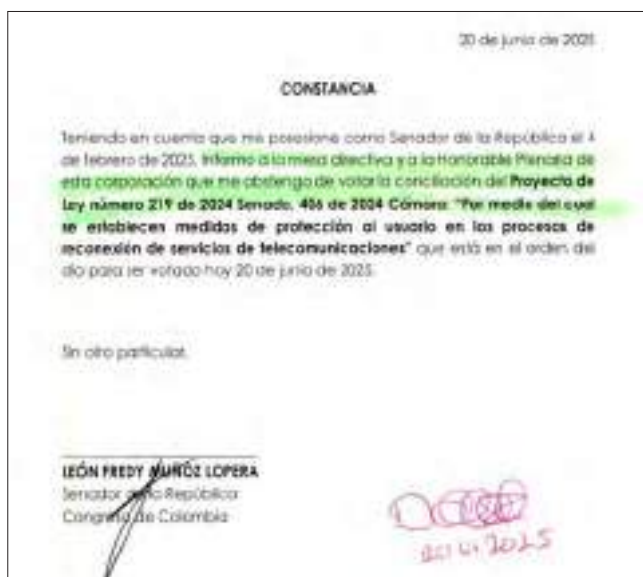 20 de junio de 2025
CONSTANCIA
Teniendo en cuenta que me posesione como Senador de la República el 4
de febrero de 2025, Informo a la mesa directiva y a la Honorable Plenaria de
esta corporación que me abstengo de votar la conciliación del Proyecto de
Ley número 219 de 2024 Senado, 406 de 2024 Cámara: "Por medio del cual
se establecen medidas de protección al usuario en los procesos de
reconexión de servicios de telecomunicaciones" que está en el orden del
día para ser votado hoy 20 de junio de 2025.
Sin otro particular,
LEÓN FREDY MUÑOZ LOPERA
Senador de la República
Congreso de Colombia
2025